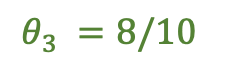 θ₃ = 8/10